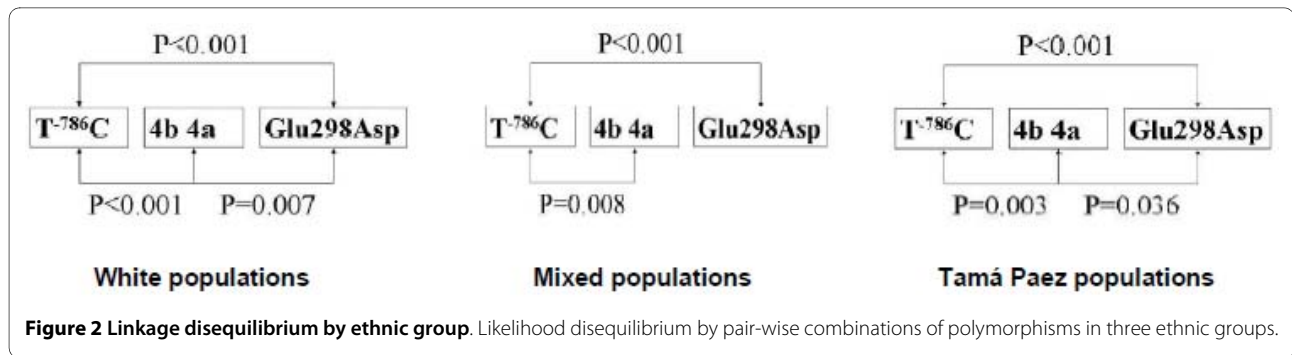 P<0.001
T-786C 4b 4a Glu298Asp
P<0.001 P=0.007
White populations
P<0.001
T-786C 4b 4a Glu298Asp
P=0.008
Mixed populations
P<0.001
T-786C 4b 4a Glu298Asp
P=0.003 P=0.036
Tamá Paez populations
Figure 2 Linkage disequilibrium by ethnic group. Likelihood disequilibrium by pair-wise combinations of polymorphisms in three ethnic groups.